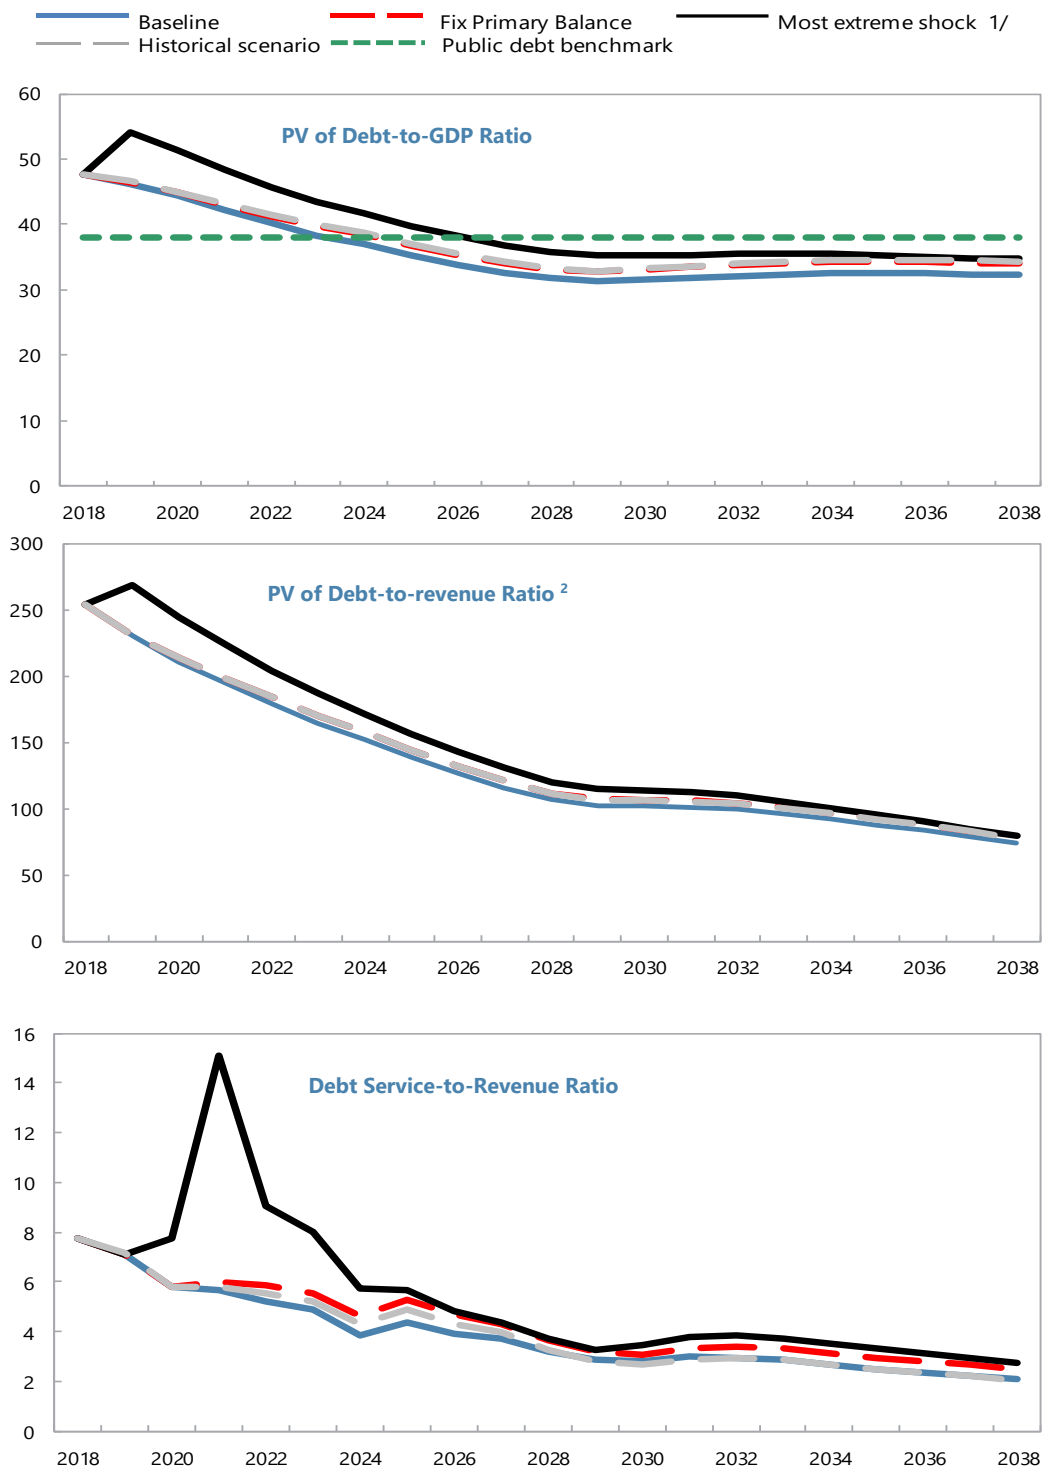 Baseline Fix Primary Balance Most extreme shock 1/
Historical scenario Public debt benchmark
PV of Debt-to-GDP Ratio
60
50
40
30
20
10
0
2018 2020 2022 2024 2026 2028 2030 2032 2034 2036 2038
PV of Debt-to-revenue Ratio ²
300
250
200
150
100
50
0
2018 2020 2022 2024 2026 2028 2030 2032 2034 2036 2038
Debt Service-to-Revenue Ratio
16
14
12
10
8
6
4
2
0
2018 2020 2022 2024 2026 2028 2030 2032 2034 2036 2038